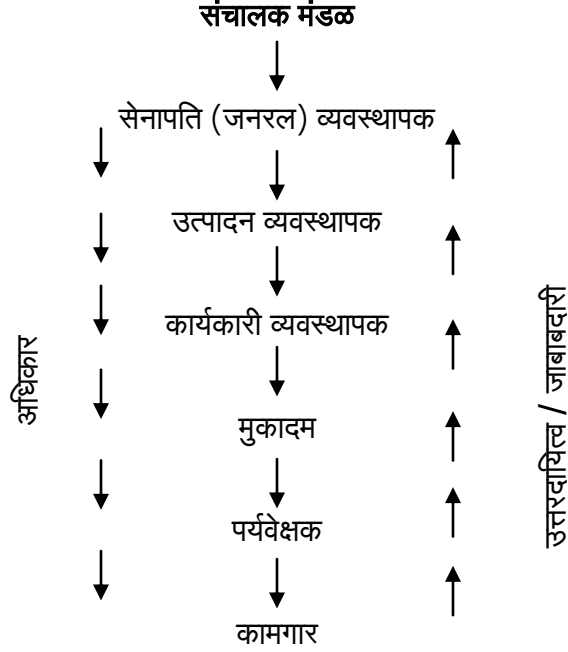 संचालक मंडळ
सेनापति (जनरल) व्यवस्थापक
उत्पादन व्यवस्थापक
कार्यकारी व्यवस्थापक
अधिकार
मुकादम
पर्यवेक्षक
कामगार
उत्तरदायित्व / जाबाबदारी